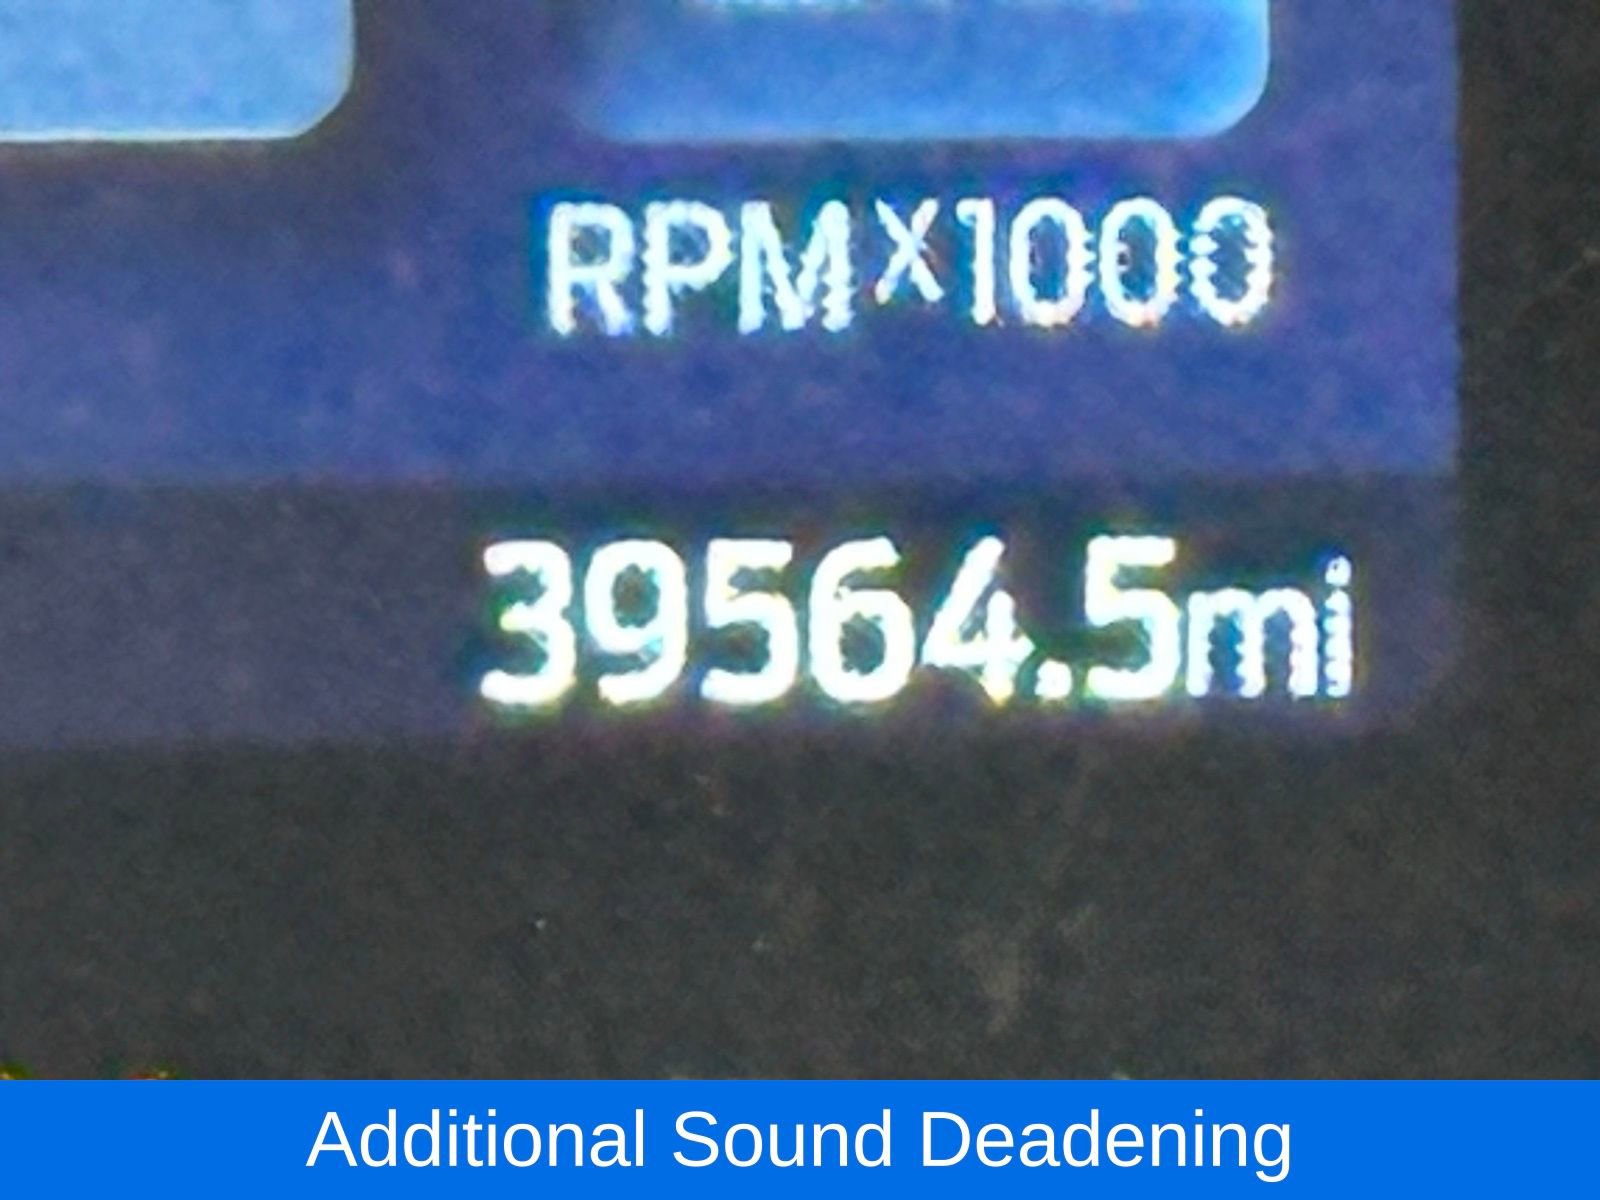 RPM x1000
39564.5mi
Additional Sound Deadening